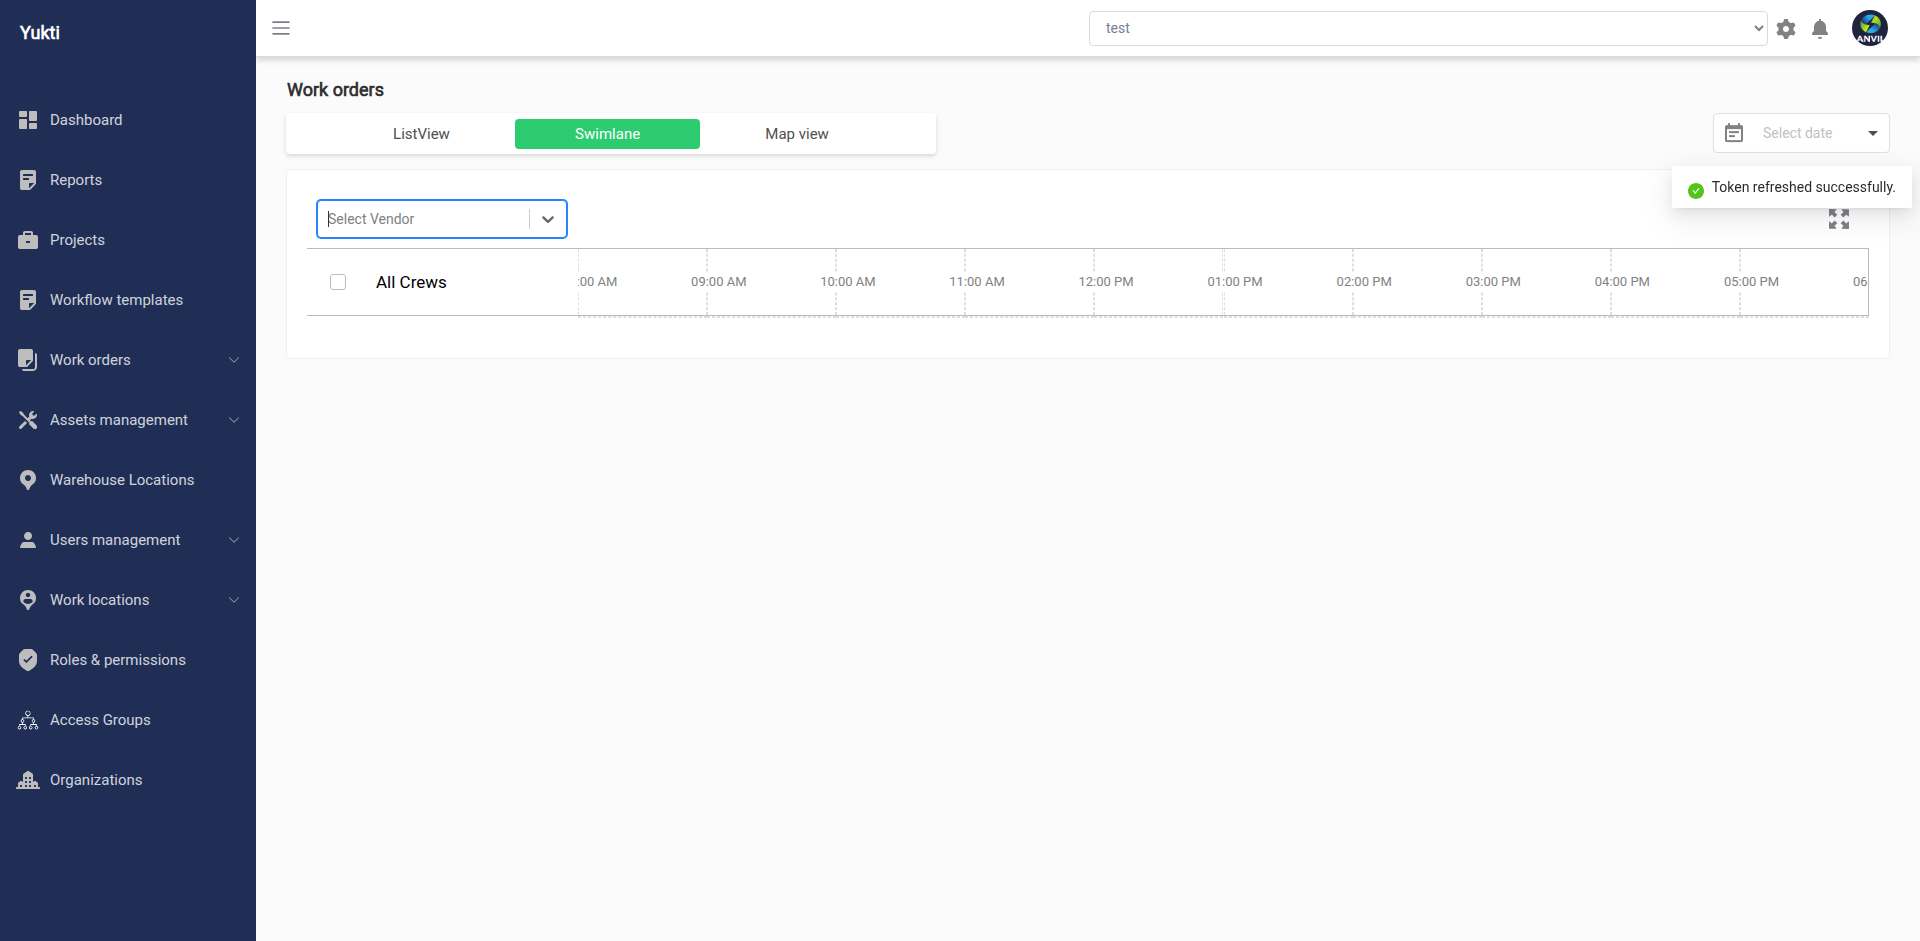 Yukti
test
ANVIL
Dashboard
Reports
Projects
Workflow templates
Work orders
Assets management
Warehouse Locations
Users management
Work locations
Roles & permissions
Access Groups
Organizations
Work orders
ListView Swimlane Map view
Select date
Token refreshed successfully.
Select Vendor
All Crews :00 AM 09:00 AM 10:00 AM 11:00 AM 12:00 PM 01:00 PM 02:00 PM 03:00 PM 04:00 PM 05:00 PM 06